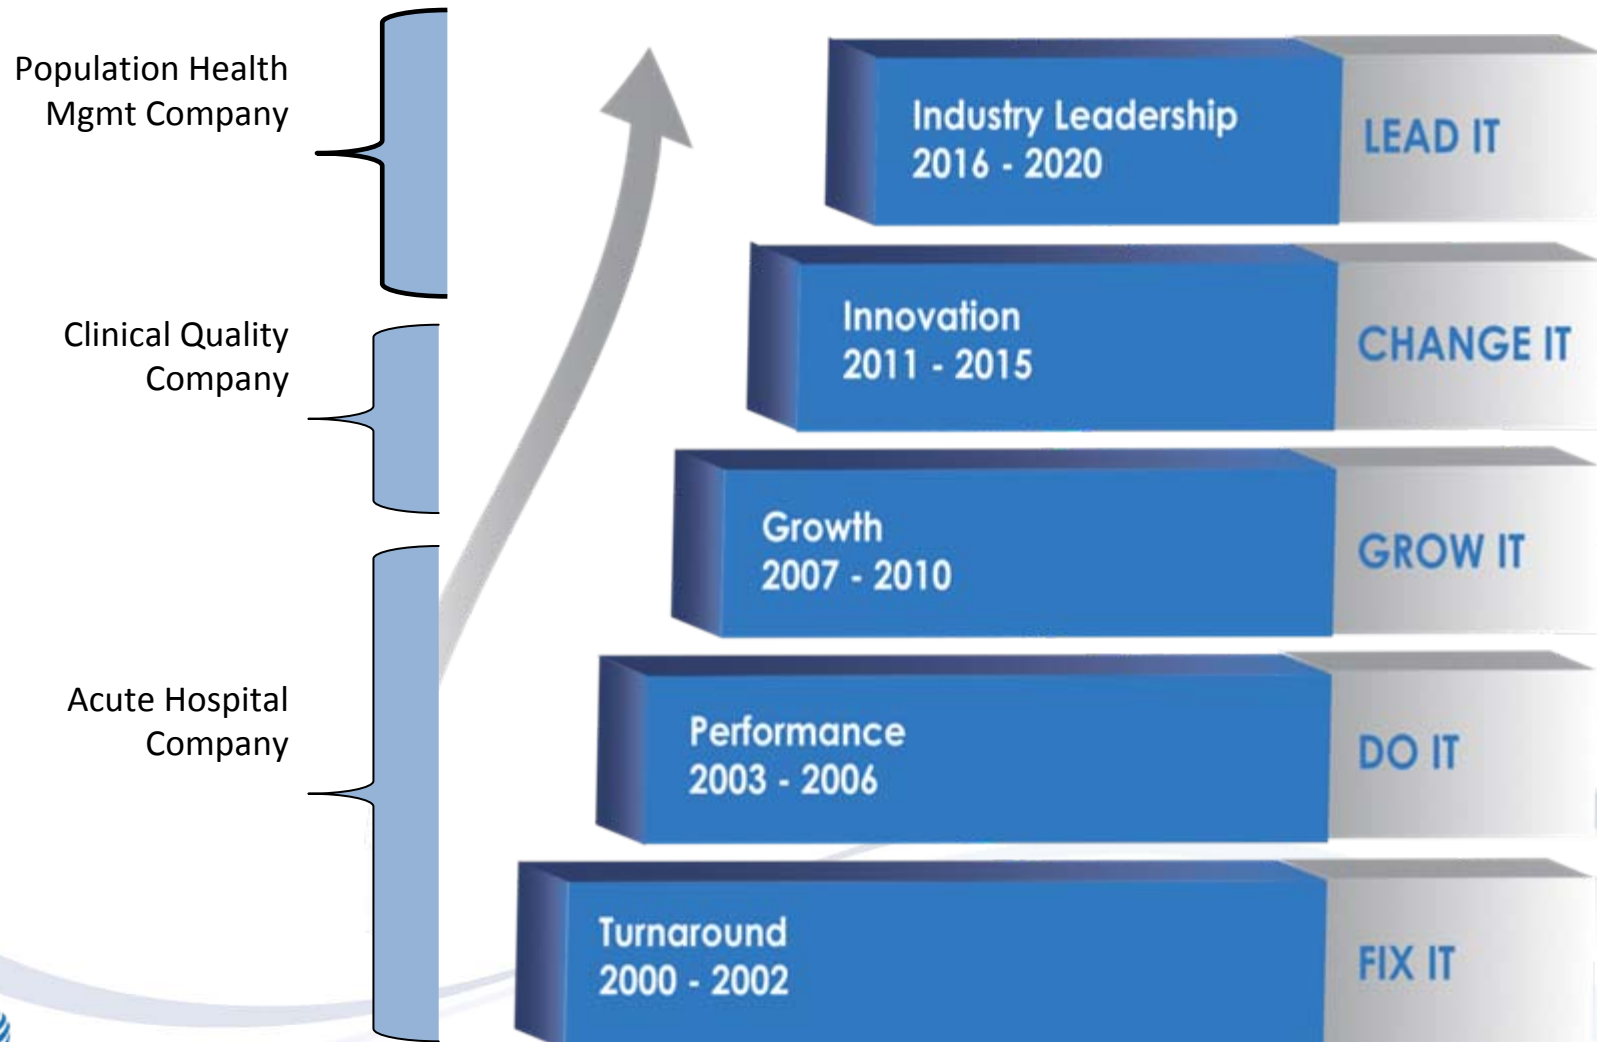 Population Health
Mgmt Company
Industry Leadership
2016 - 2020
LEAD IT
Clinical Quality
Company
Innovation
2011 - 2015
CHANGE IT
Growth
2007 - 2010
GROW IT
Acute Hospital
Company
Performance
2003 - 2006
DO IT
Turnaround
2000 - 2002
FIX IT